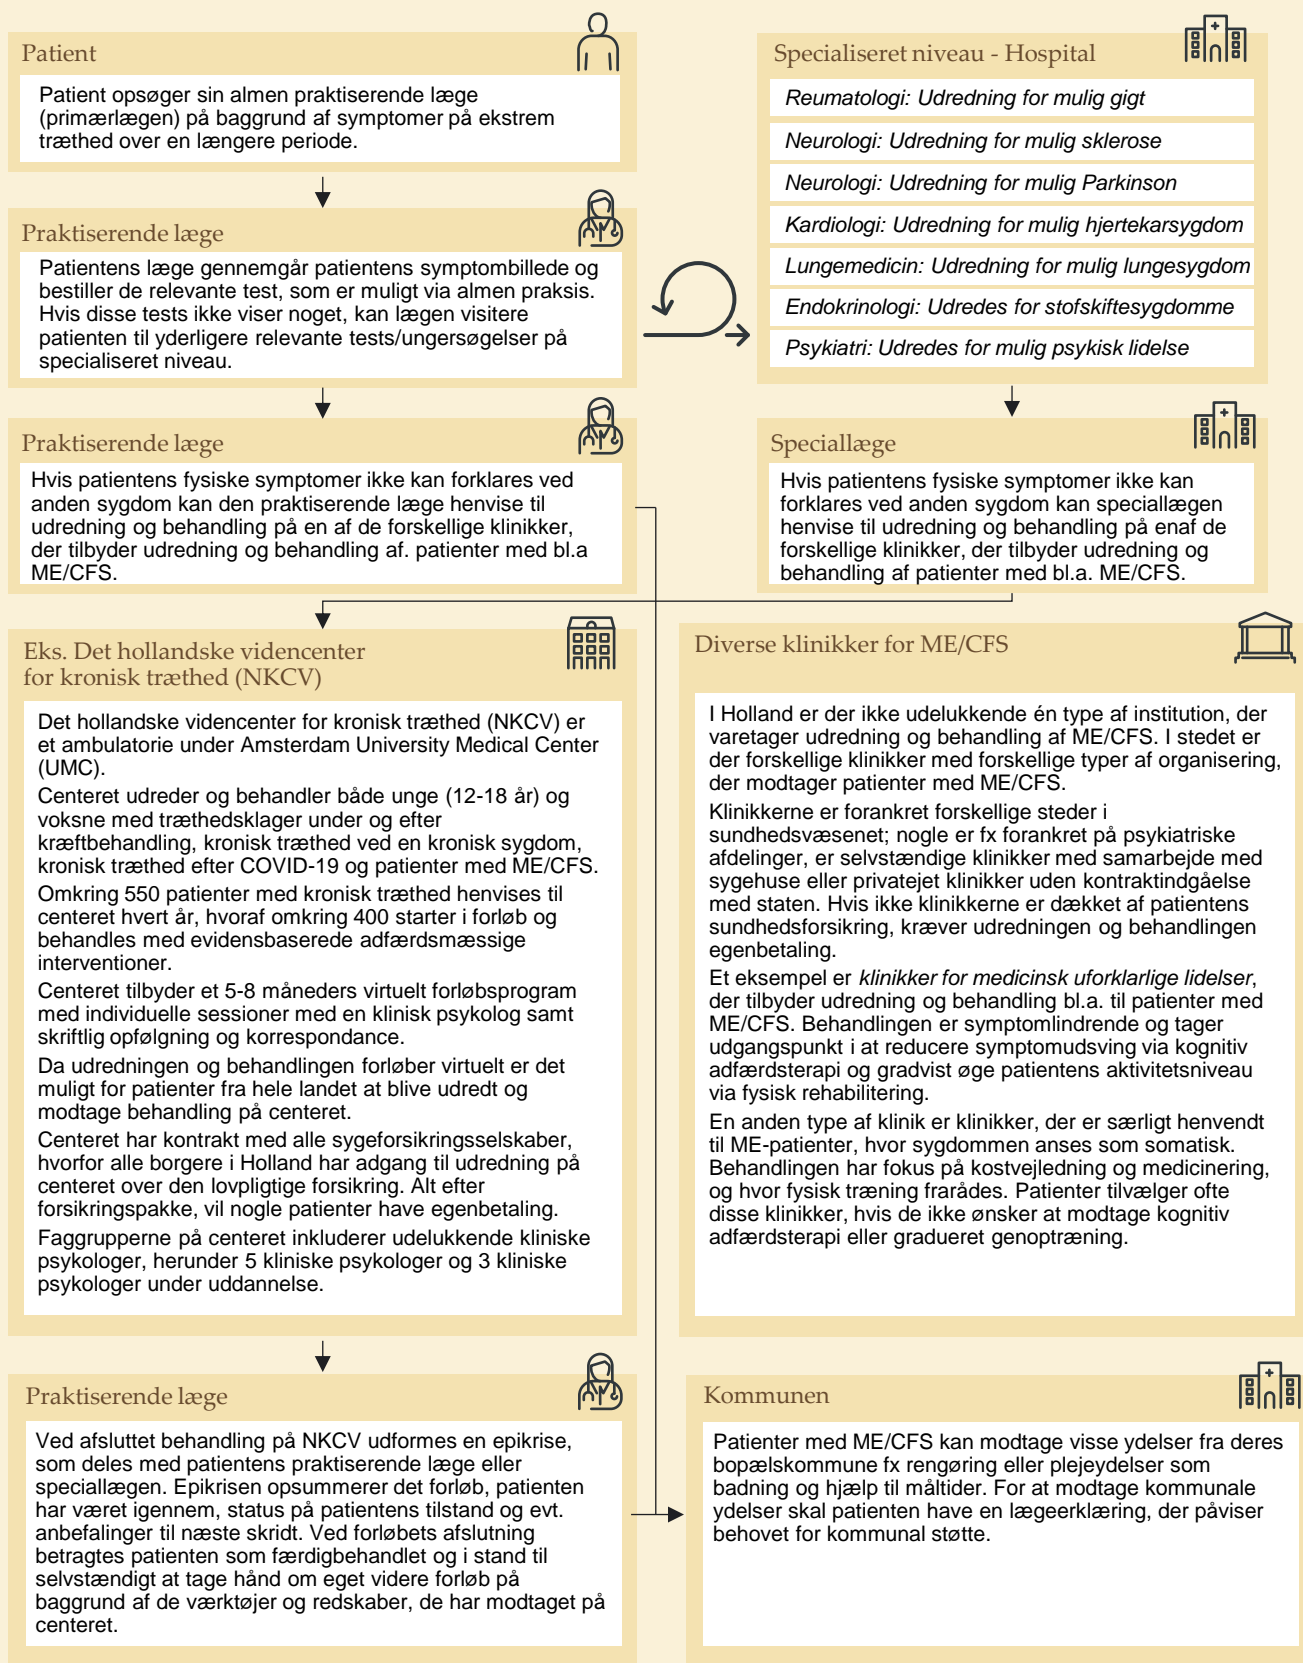 Patient
Patient opsøger sin almen praktiserende læge
(primærlægen) på baggrund af symptomer på ekstrem
træthed over en længere periode.
Praktiserende læge
Patientens læge gennemgår patientens symptombillede og
bestiller de relevante test, som er muligt via almen praksis.
Hvis disse tests ikke viser noget, kan lægen visitere
patienten til yderligere relevante tests/ungersøgelser på
specialiseret niveau.
Specialiseret niveau - Hospital
Reumatologi: Udredning for mulig gigt
Neurologi: Udredning for mulig sklerose
Neurologi: Udredning for mulig Parkinson
Kardiologi: Udredning for mulig hjertekarsygdom
Lungemedicin: Udredning for mulig lungesygdom
Endokrinologi: Udredes for stofskiftesygdomme
Psykiatri: Udredes for mulig psykisk lidelse
Praktiserende læge
Hvis patientens fysiske symptomer ikke kan forklares ved
anden sygdom kan den praktiserende læge henvise til
udredning og behandling på en af de forskellige klinikker,
der tilbyder udredning og behandling af. patienter med bl.a
ME/CFS.
Speciallæge
Hvis patientens fysiske symptomer ikke kan
forklares ved anden sygdom kan speciallægen
henvise til udredning og behandling på enaf de
forskellige klinikker, der tilbyder udredning og
behandling af patienter med bl.a. ME/CFS.
Eks. Det hollandske videncenter
for kronisk træthed (NKCV)
Det hollandske videncenter for kronisk træthed (NKCV) er
et ambulatorie under Amsterdam University Medical Center
(UMC).
Centeret udreder og behandler både unge (12-18 år) og
voksne med træthedsklager under og efter
kræftbehandling, kronisk træthed ved en kronisk sygdom,
kronisk træthed efter COVID-19 og patienter med ME/CFS.
Omkring 550 patienter med kronisk træthed henvises til
centeret hvert år, hvoraf omkring 400 starter i forløb og
behandles med evidensbaserede adfærdsmæssige
interventioner.
Centeret tilbyder et 5-8 måneders virtuelt forløbsprogram
med individuelle sessioner med en klinisk psykolog samt
skriftlig opfølgning og korrespondance.
Da udredningen og behandlingen forløber virtuelt er det
muligt for patienter fra hele landet at blive udredt og
modtage behandling på centeret.
Centeret har kontrakt med alle sygeforsikringsselskaber,
hvorfor alle borgere i Holland har adgang til udredning på
centeret over den lovpligtige forsikring. Alt efter
forsikringspakke, vil nogle patienter have egenbetaling.
Faggrupperne på centeret inkluderer udelukkende kliniske
psykologer, herunder 5 kliniske psykologer og 3 kliniske
psykologer under uddannelse.
Diverse klinikker for ME/CFS
I Holland er der ikke udelukkende én type af institution, der
varetager udredning og behandling af ME/CFS. I stedet er
der forskellige klinikker med forskellige typer af organisering,
der modtager patienter med ME/CFS.
Klinikkerne er forankret forskellige steder i
sundhedsvæsenet; nogle er fx forankret på psykiatriske
afdelinger, er selvstændige klinikker med samarbejde med
sygehuse eller privatejet klinikker uden kontraktindgåelse
med staten. Hvis ikke klinikkerne er dækket af patientens
sundhedsforsikring, kræver udredningen og behandlingen
egenbetaling.
Et eksempel er klinikker for medicinsk uforklarlige lidelser,
der tilbyder udredning og behandling bl.a. til patienter med
ME/CFS. Behandlingen er symptomlindrende og tager
udgangspunkt i at reducere symptomudsving via kognitiv
adfærdsterapi og gradvist øge patientens aktivitetsniveau
via fysisk rehabilitering.
En anden type af klinik er klinikker, der er særligt henvendt
til ME-patienter, hvor sygdommen anses som somatisk.
Behandlingen har fokus på kostvejledning og medicinering,
og hvor fysisk træning frarådes. Patienter tilvælger ofte
disse klinikker, hvis de ikke ønsker at modtage kognitiv
adfærdsterapi eller gradueret genoptræning.
Praktiserende læge
Ved afsluttet behandling på NKCV udformes en epikrise,
som deles med patientens praktiserende læge eller
speciallægen. Epikrisen opsummerer det forløb, patienten
har været igennem, status på patientens tilstand og evt.
anbefalinger til næste skridt. Ved forløbets afslutning
betragtes patienten som færdigbehandlet og i stand til
selvstændigt at tage hånd om eget videre forløb på
baggrund af de værktøjer og redskaber, de har modtaget på
centeret.
Kommunen
Patienter med ME/CFS kan modtage visse ydelser fra deres
bopælskommune fx rengøring eller plejeydelser som
badning og hjælp til måltider. For at modtage kommunale
ydelser skal patienten have en lægeerklæring, der påviser
behovet for kommunal støtte.